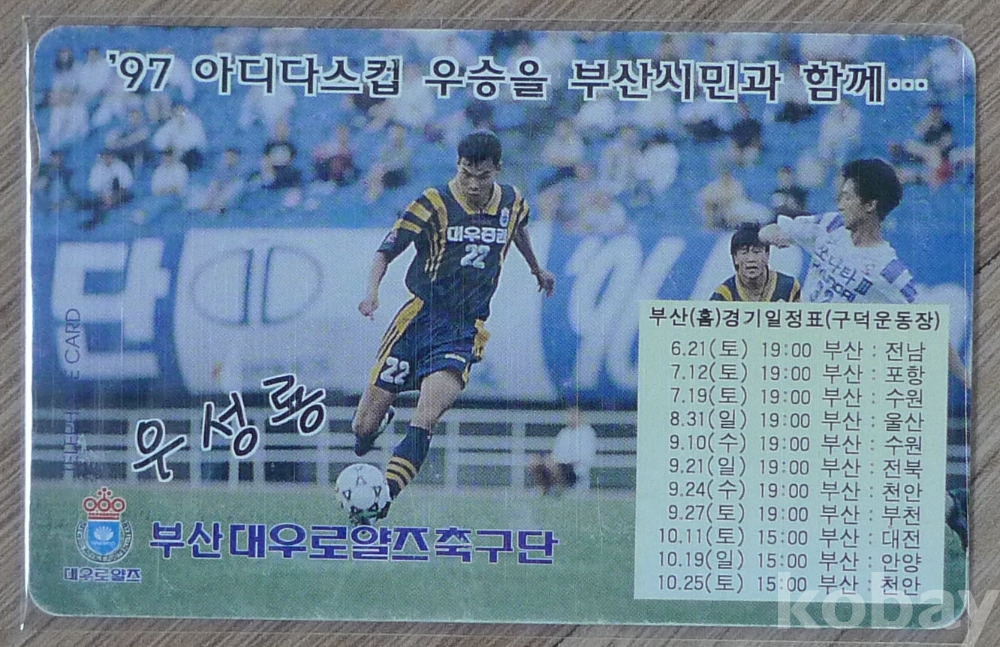 '97 아디다스컵 우승을 부산시민과 함께…
대우증권
22
22
단
TELEPHONE CARD
우성용
부산대우로얄즈축구단
대우로얄즈
부산(홈)경기일정표(구덕운동장)
6.21(토) 19:00 부산 : 전남
7.12(토) 19:00 부산 : 포항
7.19(토) 19:00 부산 : 수원
8.31(일) 19:00 부산 : 울산
9.10(수) 19:00 부산 : 수원
9.21(일) 19:00 부산 : 전북
9.24(수) 19:00 부산 : 천안
9.27(토) 19:00 부산 : 부천
10.11(토) 15:00 부산 : 대전
10.19(일) 15:00 부산 : 안양
10.25(토) 15:00 부산 : 천안
kobay